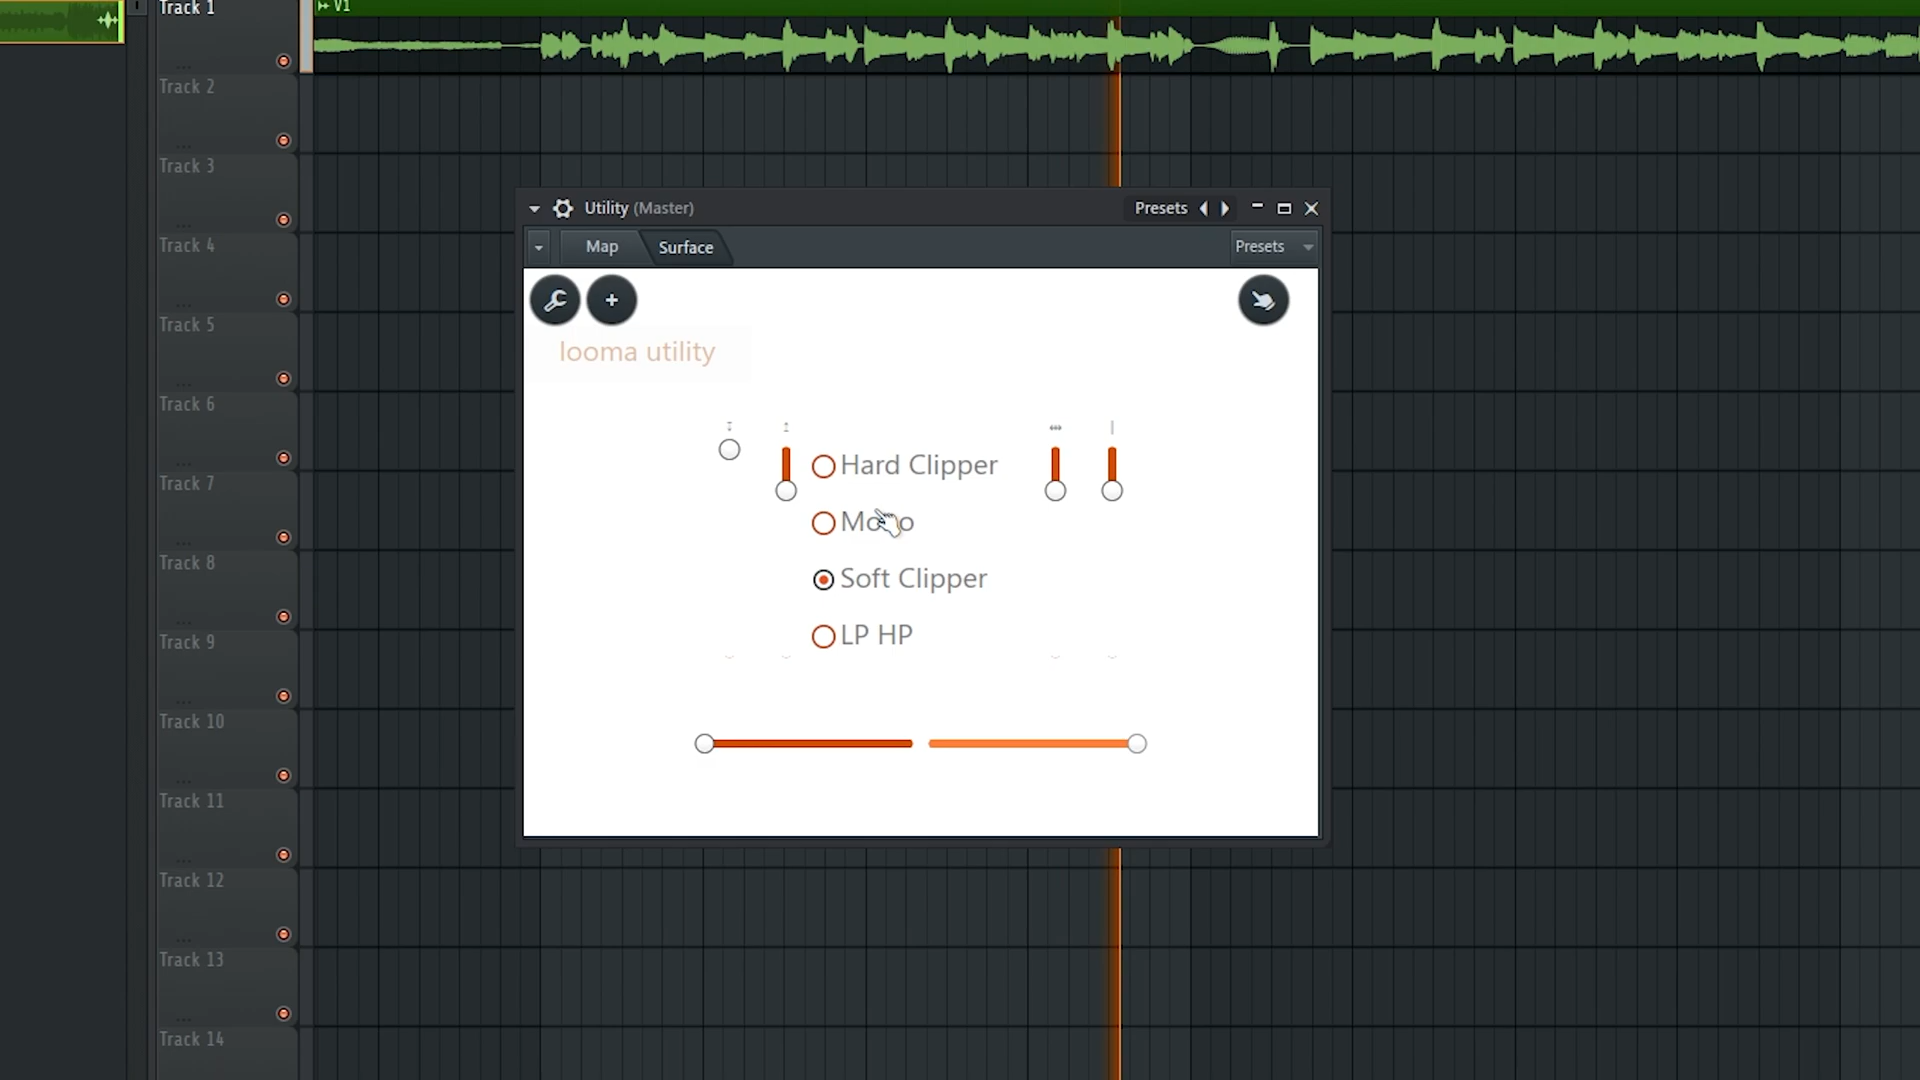 Track 1
V1
Track 2
Track 3
Track 4
Track 5
Track 6
Track 7
Track 8
Track 9
Track 10
Track 11
Track 12
Track 13
Track 14
Utility (Master)
Presets
Map
Surface
Presets
looma utility
Hard Clipper
Mono
Soft Clipper
LP HP